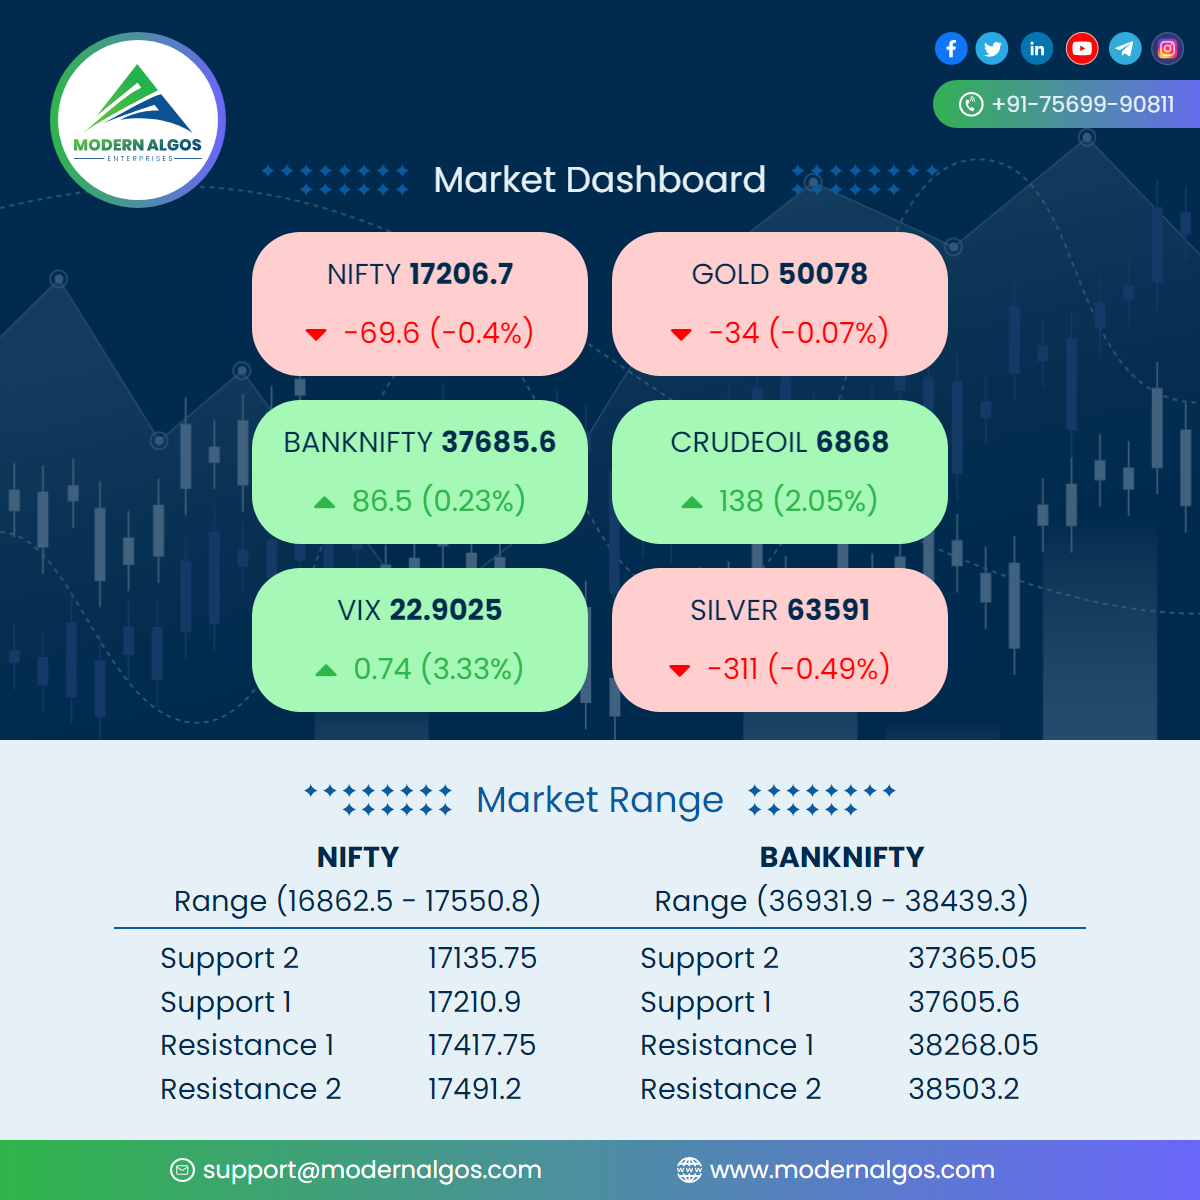 MODERN ALGOS
ENTERPRISES
+91-75699-90811
Market Dashboard
NIFTY 17206.7
-69.6 (-0.4%)
GOLD 50078
-34 (-0.07%)
BANKNIFTY 37685.6
86.5 (0.23%)
CRUDEOIL 6868
138 (2.05%)
VIX 22.9025
0.74 (3.33%)
SILVER 63591
-311 (-0.49%)
Market Range
NIFTY
Range (16862.5 - 17550.8)
Support 2 17135.75
Support 1 17210.9
Resistance 1 17417.75
Resistance 2 17491.2
BANKNIFTY
Range (36931.9 - 38439.3)
Support 2 37365.05
Support 1 37605.6
Resistance 1 38268.05
Resistance 2 38503.2
support@modernalgos.com
www.modernalgos.com